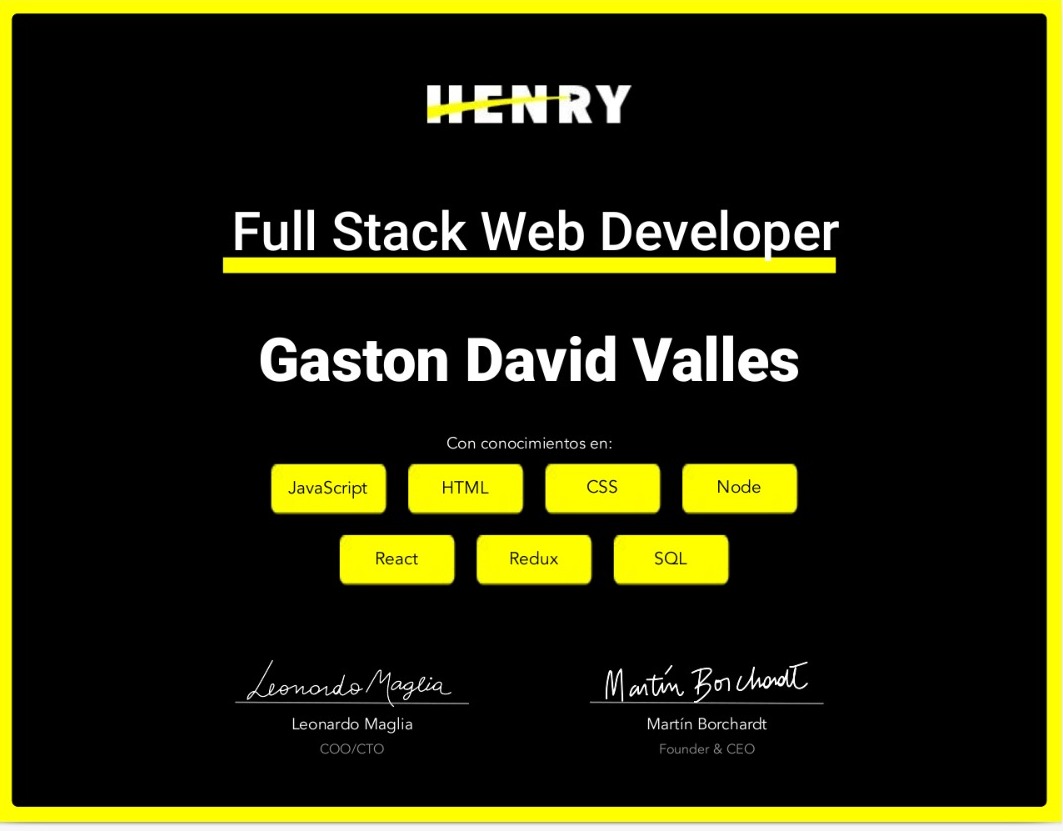 HENRY
Full Stack Web Developer
Gaston David Valles
Con conocimientos en:
JavaScript HTML CSS Node
React Redux SQL
Leonardo Maglia Martín Borchardt
Leonardo Maglia Martín Borchardt
COO/CTO Founder & CEO